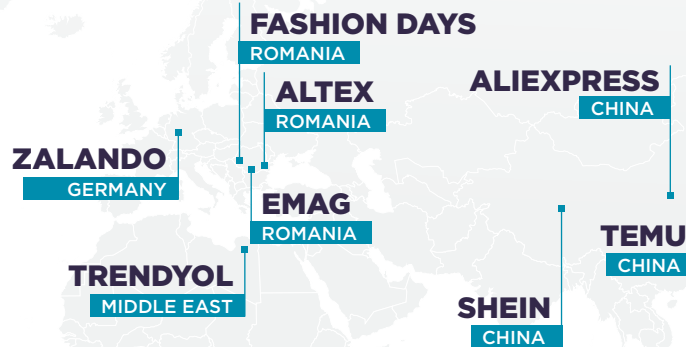 FASHION DAYS
ROMANIA
ALTEX
ROMANIA
ALIEXPRESS
CHINA
ZALANDO
GERMANY
EMAG
ROMANIA
TRENDYOL
MIDDLE EAST
TEMU
CHINA
SHEIN
CHINA